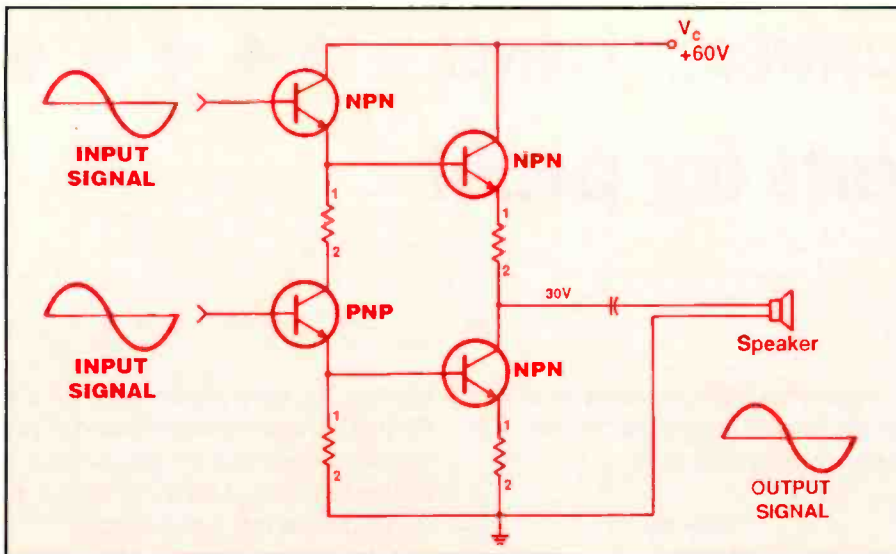 Vc
+60V
NPN
INPUT
SIGNAL
NPN
1
2
1
2
30V
PNP
INPUT
SIGNAL
Speaker
NPN
1
2
1
2
OUTPUT
SIGNAL